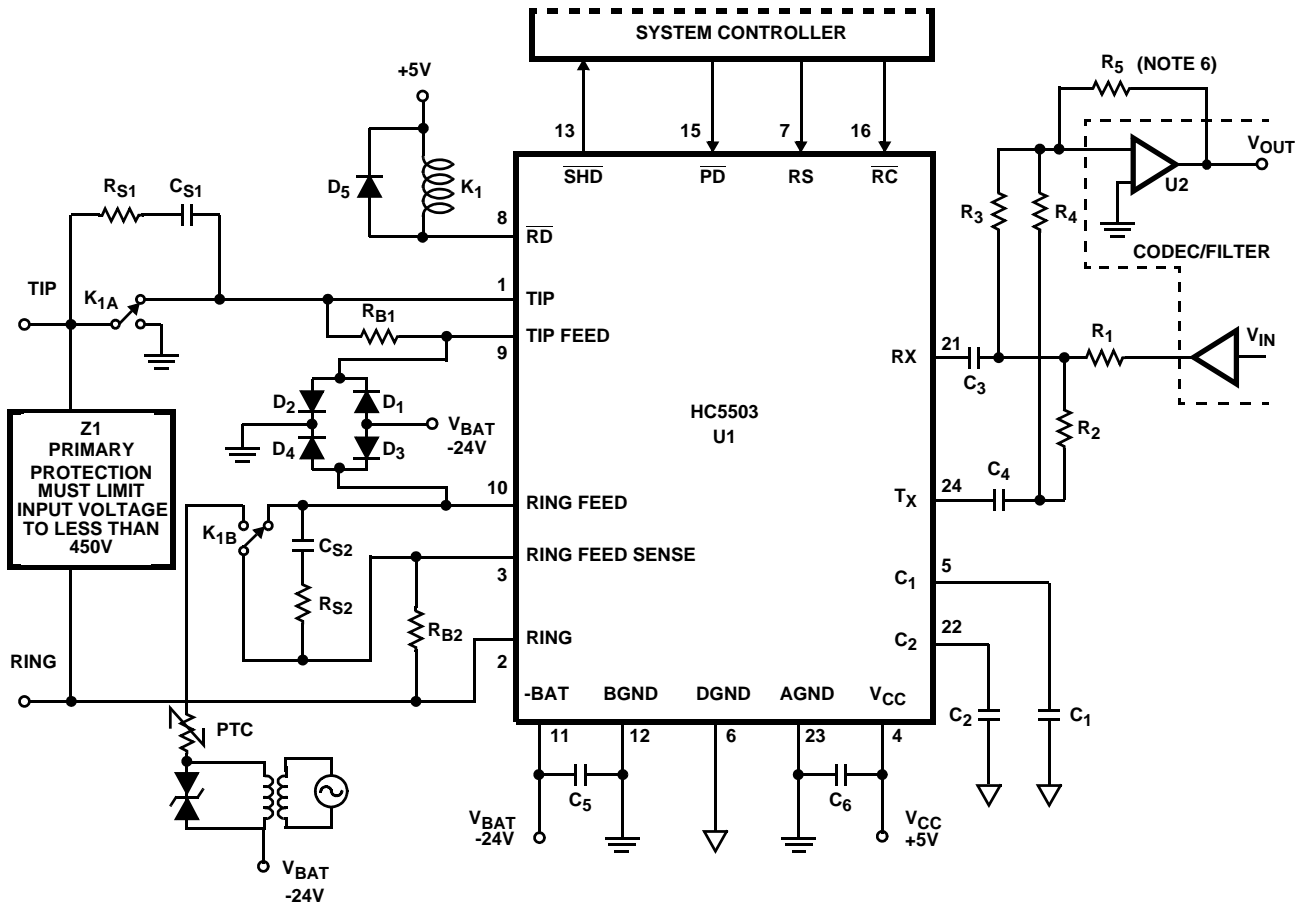 SYSTEM CONTROLLER
+5V
R5 (NOTE 6)
13
15
7
16
VOUT
SHD
PD
RS
RC
U2
RS1
CS1
D5
K1
8
RD
R3
R4
CODEC/FILTER
TIP
K1A
1
TIP
RB1
TIP FEED
9
R1
VIN
21
RX
C3
D2
D1
VBAT
-24V
D4
D3
HC5503
U1
R2
Z1
PRIMARY
PROTECTION
MUST LIMIT
INPUT VOLTAGE
TO LESS THAN
450V
10
RING FEED
C4
24
TX
K1B
CS2
RING FEED SENSE
3
5
C1
RS2
RB2
22
C2
RING
RING
2
-BAT
BGND
DGND
AGND
VCC
C2
C1
PTC
11
12
6
23
4
C5
C6
VBAT
-24V
VCC
+5V
VBAT
-24V